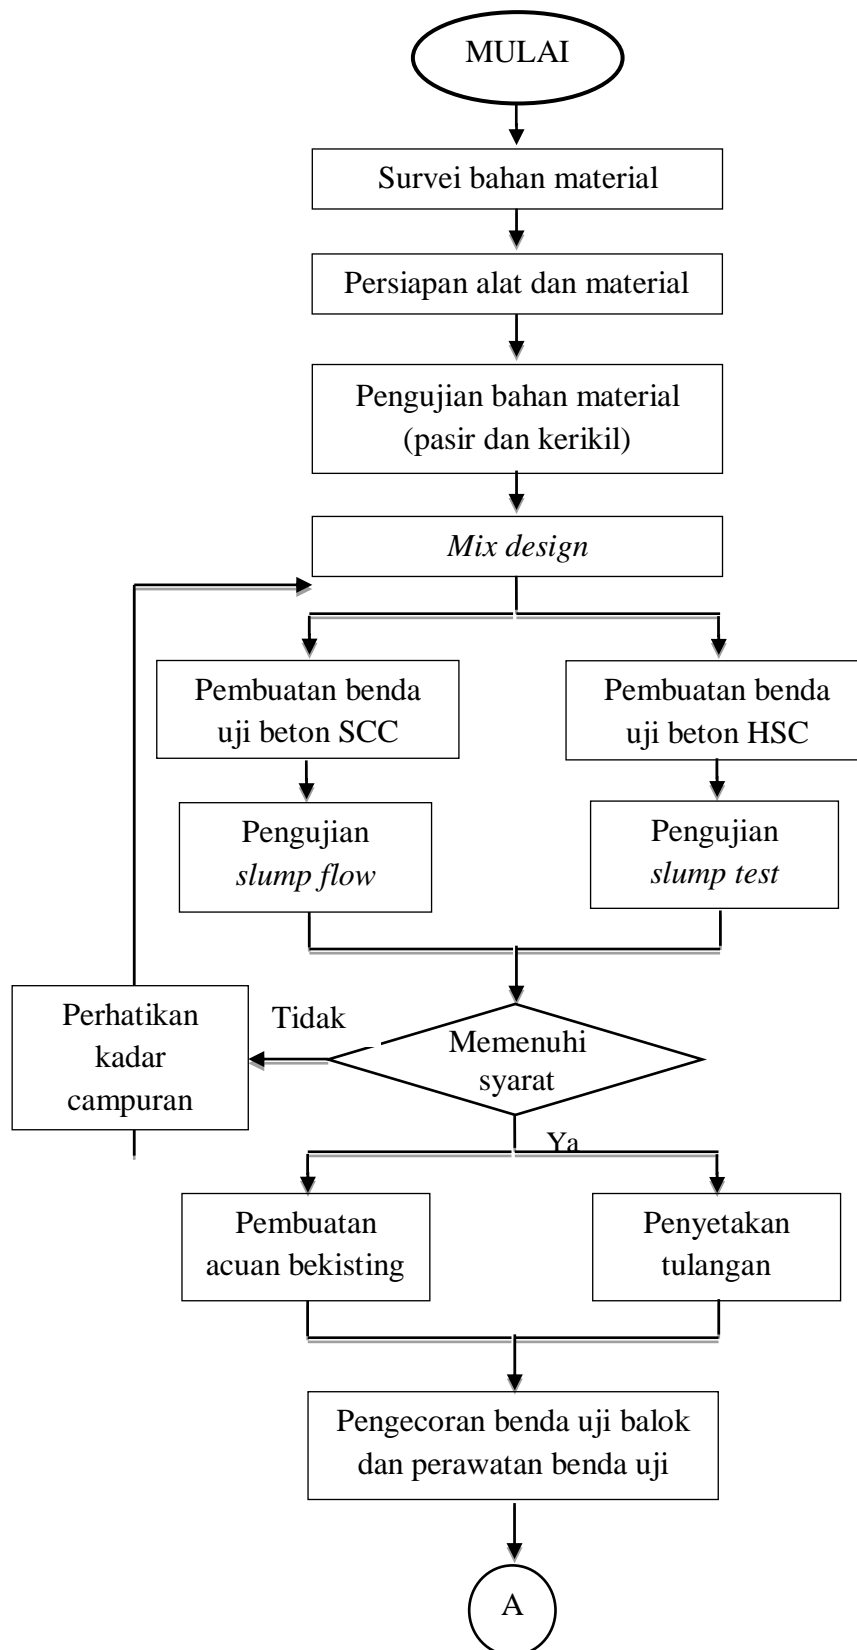 MULAI
Survei bahan material
Persiapan alat dan material
Pengujian bahan material
(pasir dan kerikil)
Mix design
Pembuatan benda
uji beton SCC
Pembuatan benda
uji beton HSC
Pengujian
slump flow
Pengujian
slump test
Perhatikan
kadar
campuran
Tidak
Memenuhi
syarat
Ya
Pembuatan
acuan bekisting
Penyetakan
tulangan
Pengecoran benda uji balok
dan perawatan benda uji
A